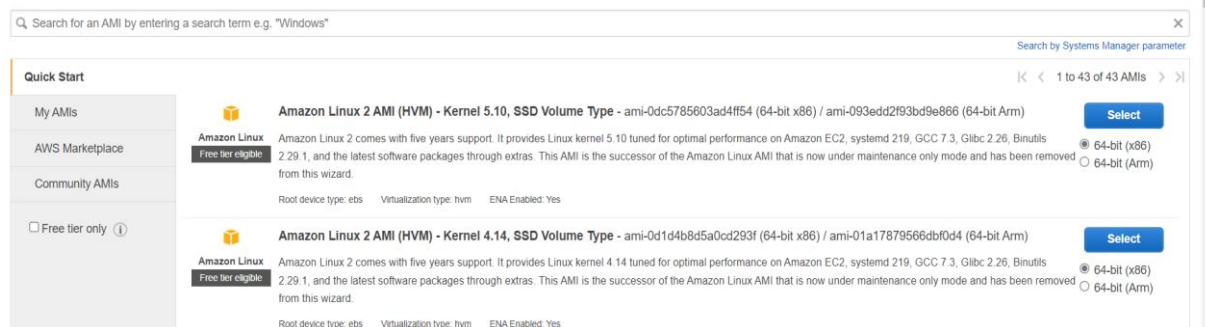 Search for an AMI by entering a search term e.g. "Windows"
Search by Systems Manager parameter
Quick Start
1 to 43 of 43 AMIs
My AMIs
AWS Marketplace
Community AMIs
Free tier only
Amazon Linux
Free tier eligible
Amazon Linux 2 AMI (HVM) - Kernel 5.10, SSD Volume Type - ami-0dc5785603ad4ff54 (64-bit x86) / ami-093edd2f93bd9e866 (64-bit Arm)
Amazon Linux 2 comes with five years support. It provides Linux kernel 5.10 tuned for optimal performance on Amazon EC2, systemd 219, GCC 7.3, Glibc 2.26, Binutils
2.29.1, and the latest software packages through extras. This AMI is the successor of the Amazon Linux AMI that is now under maintenance only mode and has been removed
from this wizard.
Root device type: ebs Virtualization type: hvm ENA Enabled: Yes
Select
64-bit (x86)
64-bit (Arm)
Amazon Linux
Free tier eligible
Amazon Linux 2 AMI (HVM) - Kernel 4.14, SSD Volume Type - ami-0d1d4b8d5a0cd293f (64-bit x86) / ami-01a17879566dbf0d4 (64-bit Arm)
Amazon Linux 2 comes with five years support. It provides Linux kernel 4.14 tuned for optimal performance on Amazon EC2, systemd 219, GCC 7.3, Glibc 2.26, Binutils
2.29.1, and the latest software packages through extras. This AMI is the successor of the Amazon Linux AMI that is now under maintenance only mode and has been removed
from this wizard.
Root device type: ebs Virtualization type: hvm ENA Enabled: Yes
Select
64-bit (x86)
64-bit (Arm)